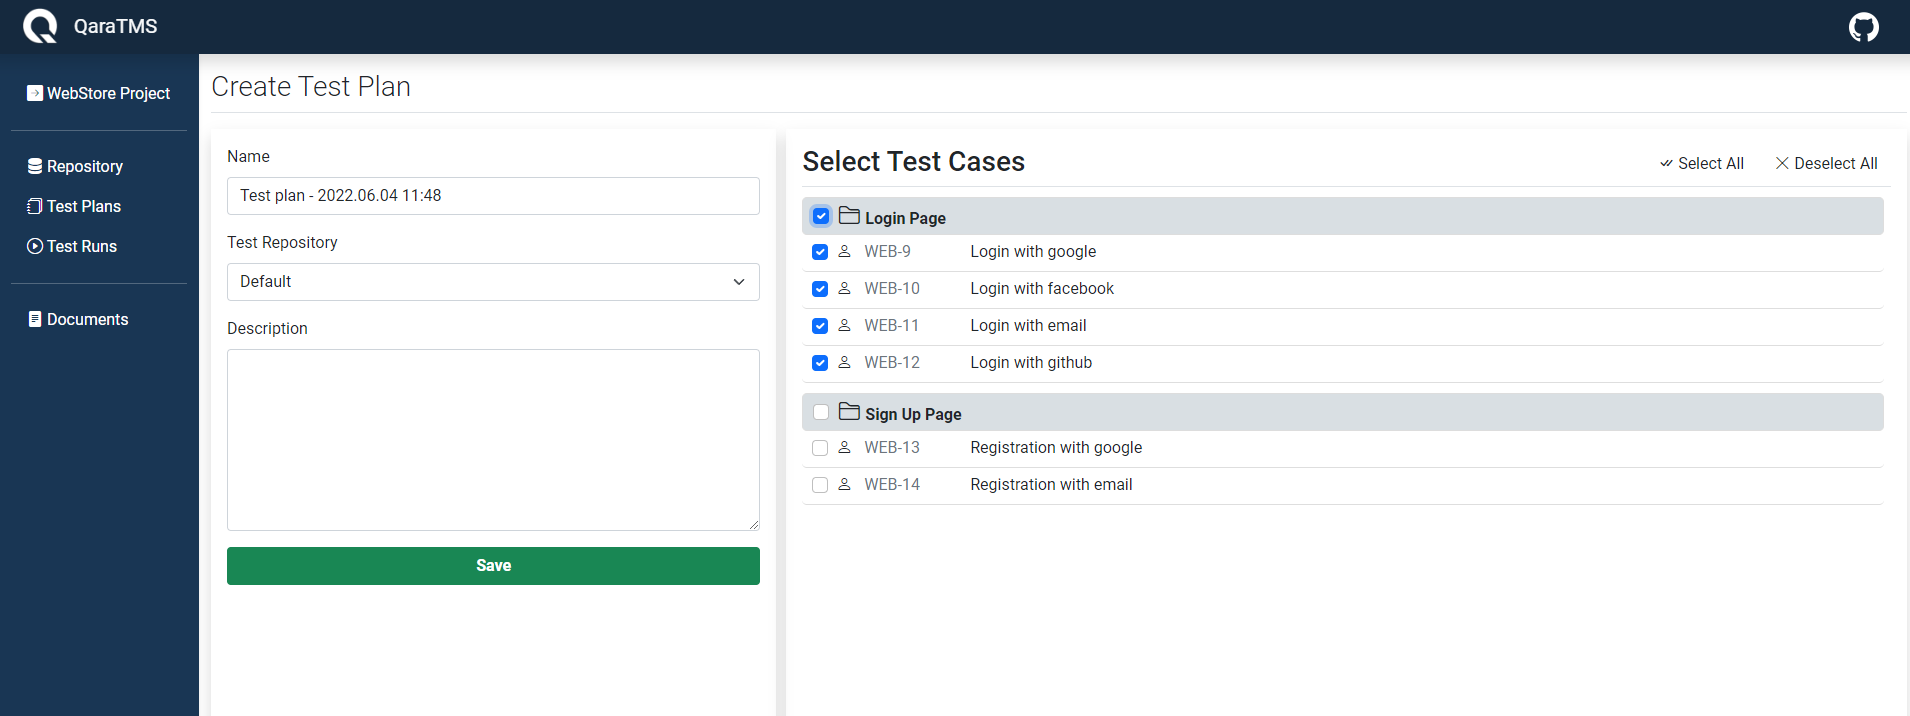 QaraTMS
WebStore Project
Repository
Test Plans
Test Runs
Documents
Create Test Plan
Name
Test plan - 2022.06.04 11:48
Test Repository
Default
Description
Save
Select Test Cases
Select All
Deselect All
Login Page
WEB-9 Login with google
WEB-10 Login with facebook
WEB-11 Login with email
WEB-12 Login with github
Sign Up Page
WEB-13 Registration with google
WEB-14 Registration with email